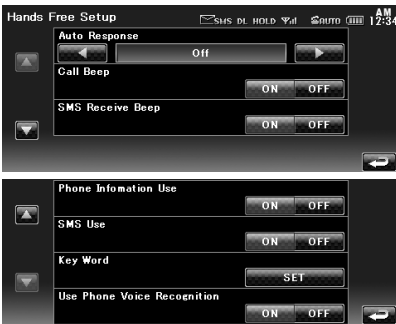 Hands Free Setup SMS DL HOLD AUTO AM 12:34
Auto Response
Off
Call Beep
ON OFF
SMS Receive Beep
ON OFF
Phone Infomation Use
ON OFF
SMS Use
ON OFF
Key Word
SET
Use Phone Voice Recognition
ON OFF